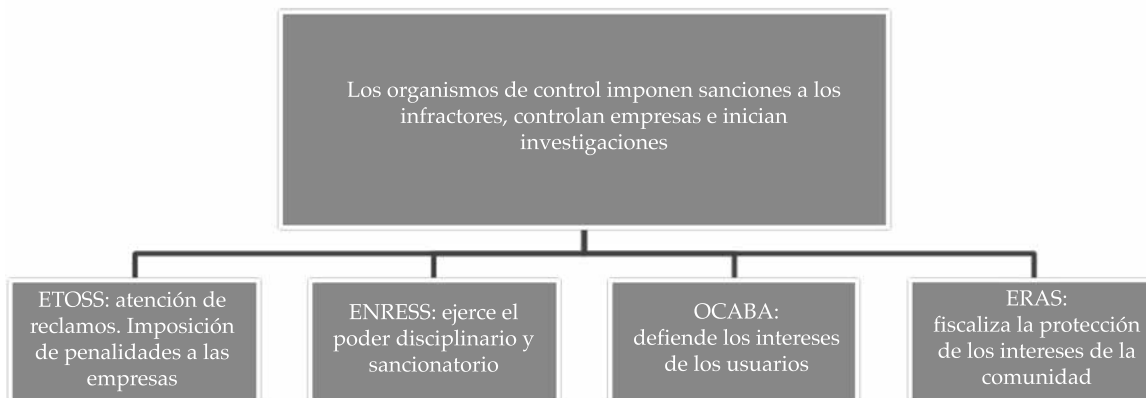 Los organismos de control imponen sanciones a los
infractores, controlan empresas e inician
investigaciones
ETOSS: atención de
reclamos. Imposición
de penalidades a las
empresas
ENRESS: ejerce el
poder disciplinario y
sancionatorio
OCABA:
defiende los intereses
de los usuarios
ERAS:
fiscaliza la protección
de los intereses de la
comunidad